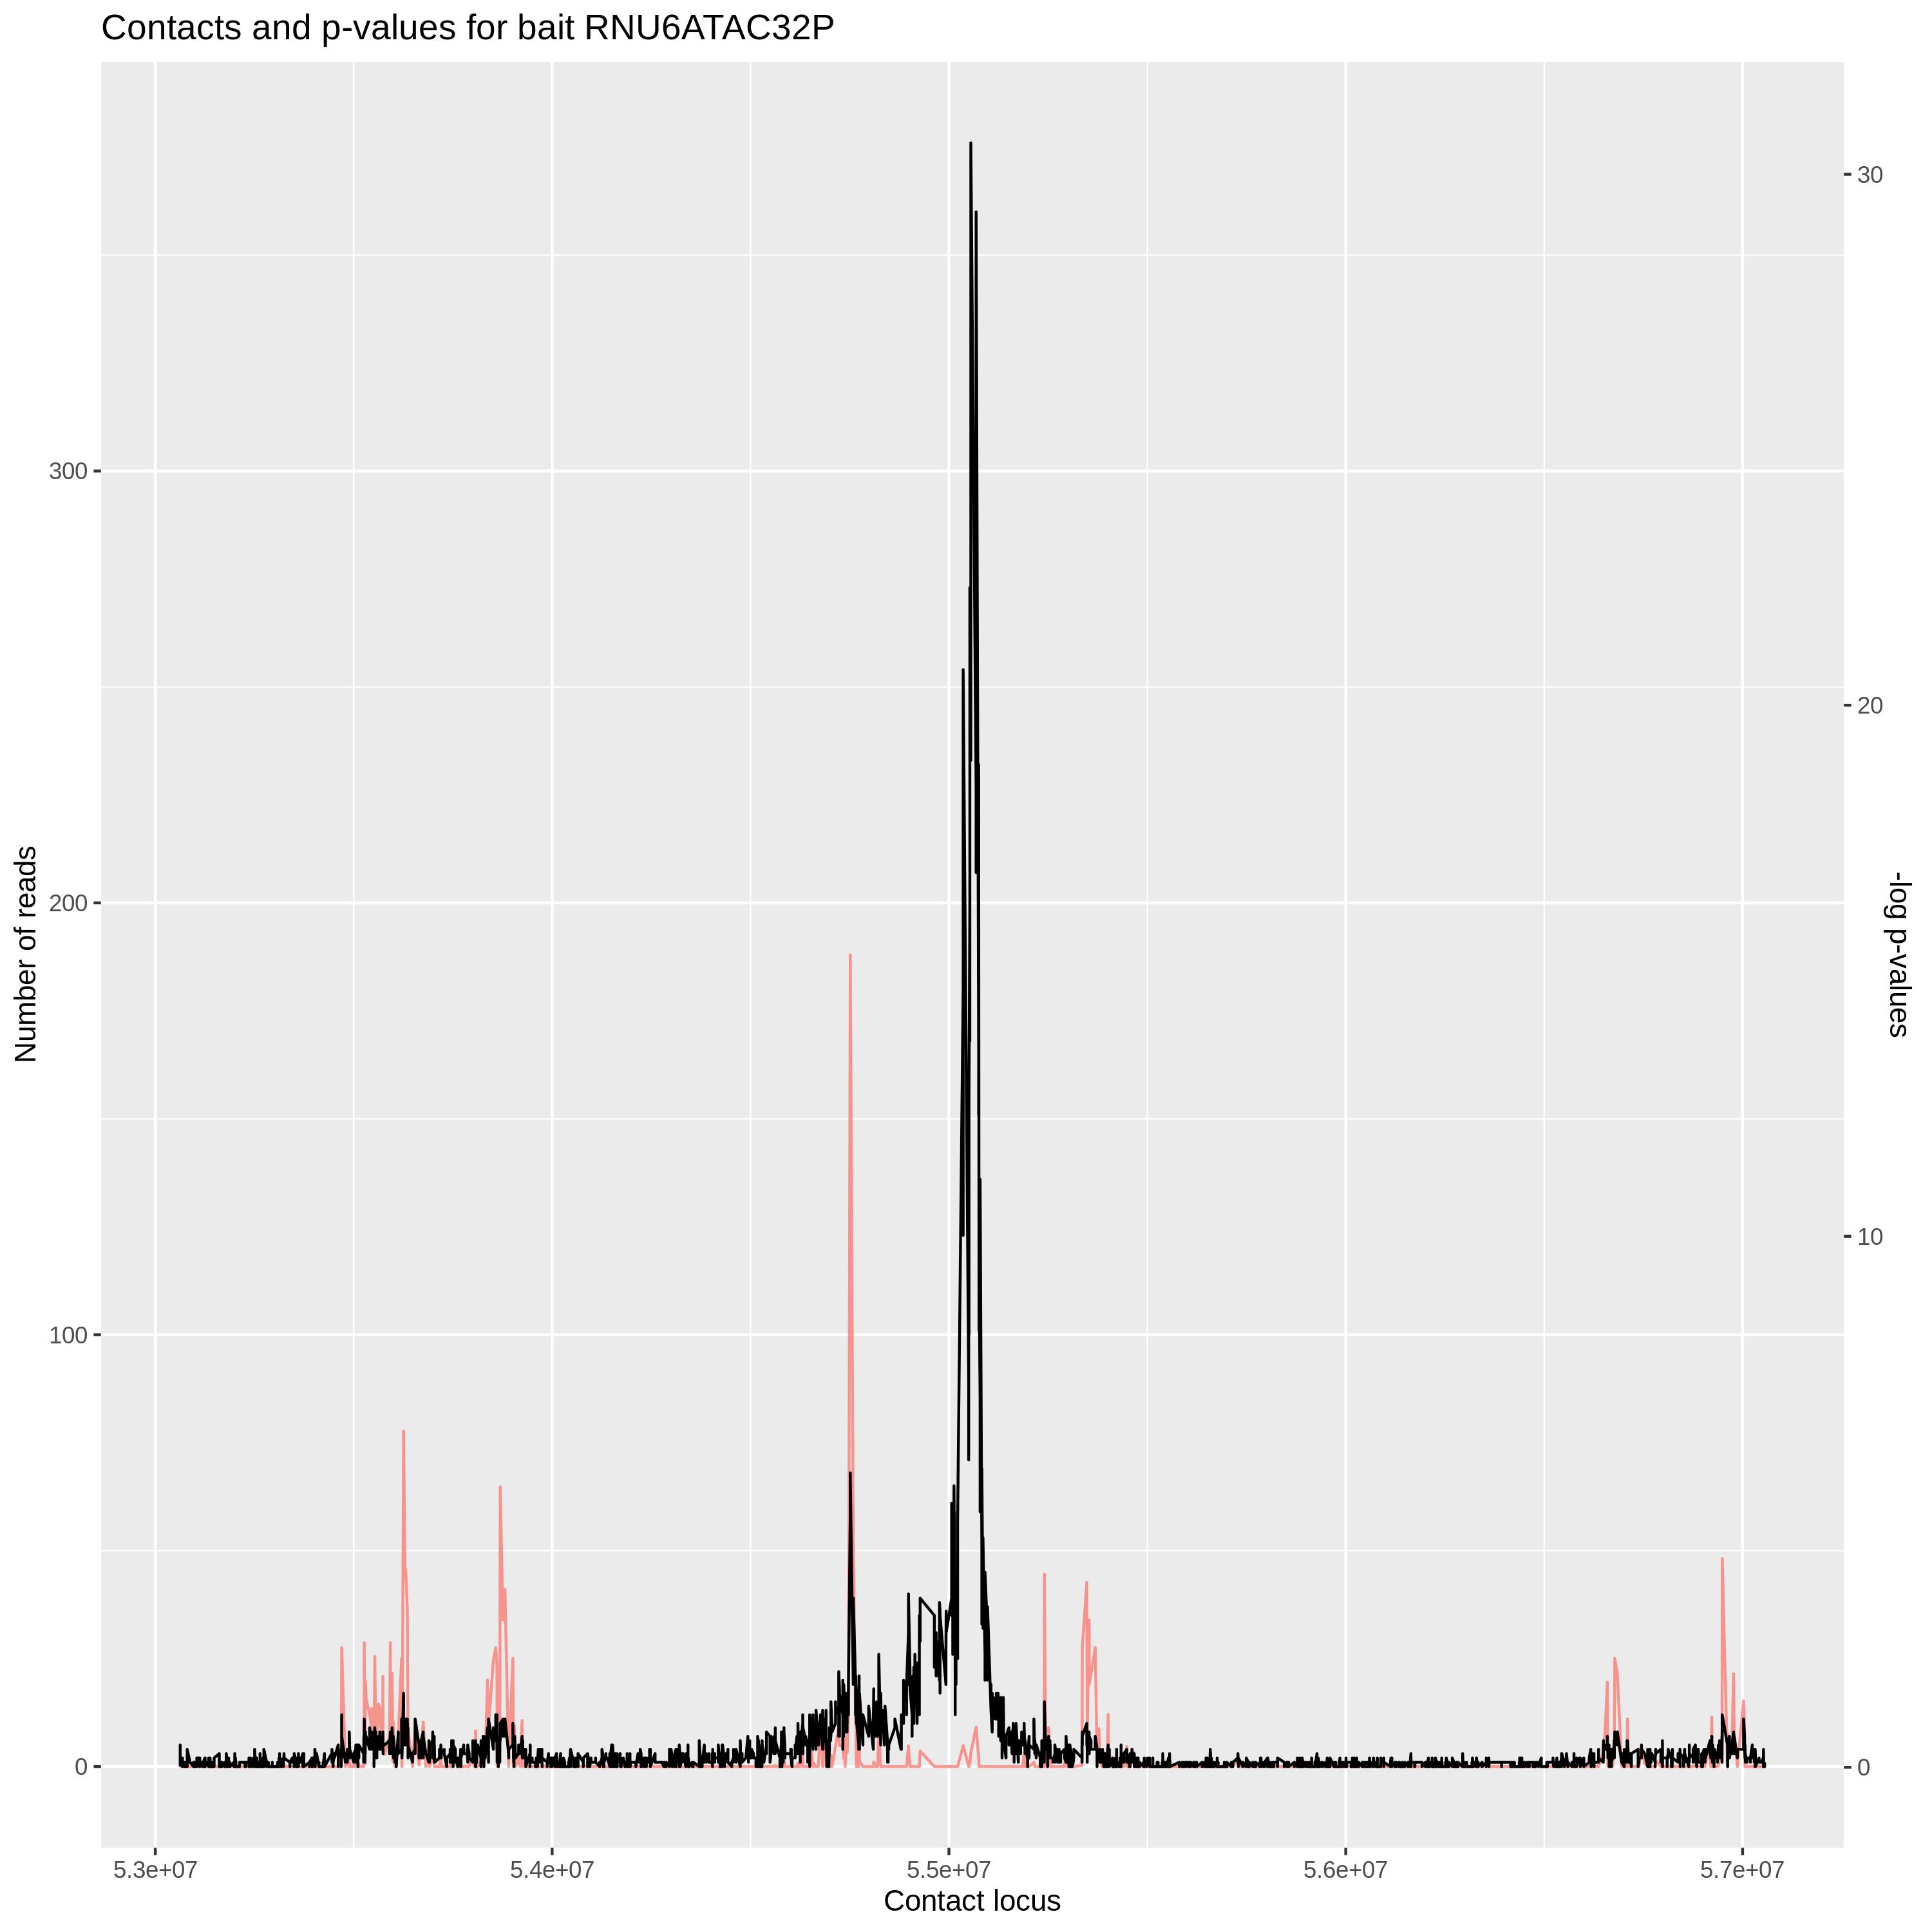 Contacts and p-values for bait RNU6ATAC32P
Number of reads
300
200
100
0
30
20
10
0
-log p-values
5.3e+07 5.4e+07 5.5e+07 5.6e+07 5.7e+07
Contact locus